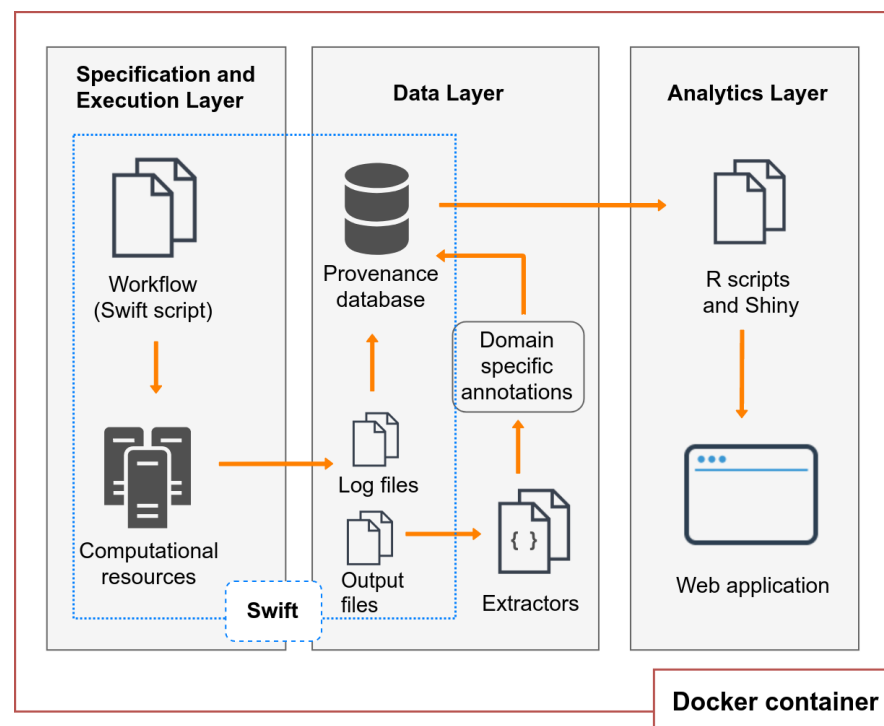 Specification and
Execution Layer
Data Layer
Analytics Layer
Workflow
(Swift script)
Provenance
database
R scripts
and Shiny
Domain
specific
annotations
Log files
Computational
resources
Output
files
{ }
Extractors
Web application
Swift
Docker container